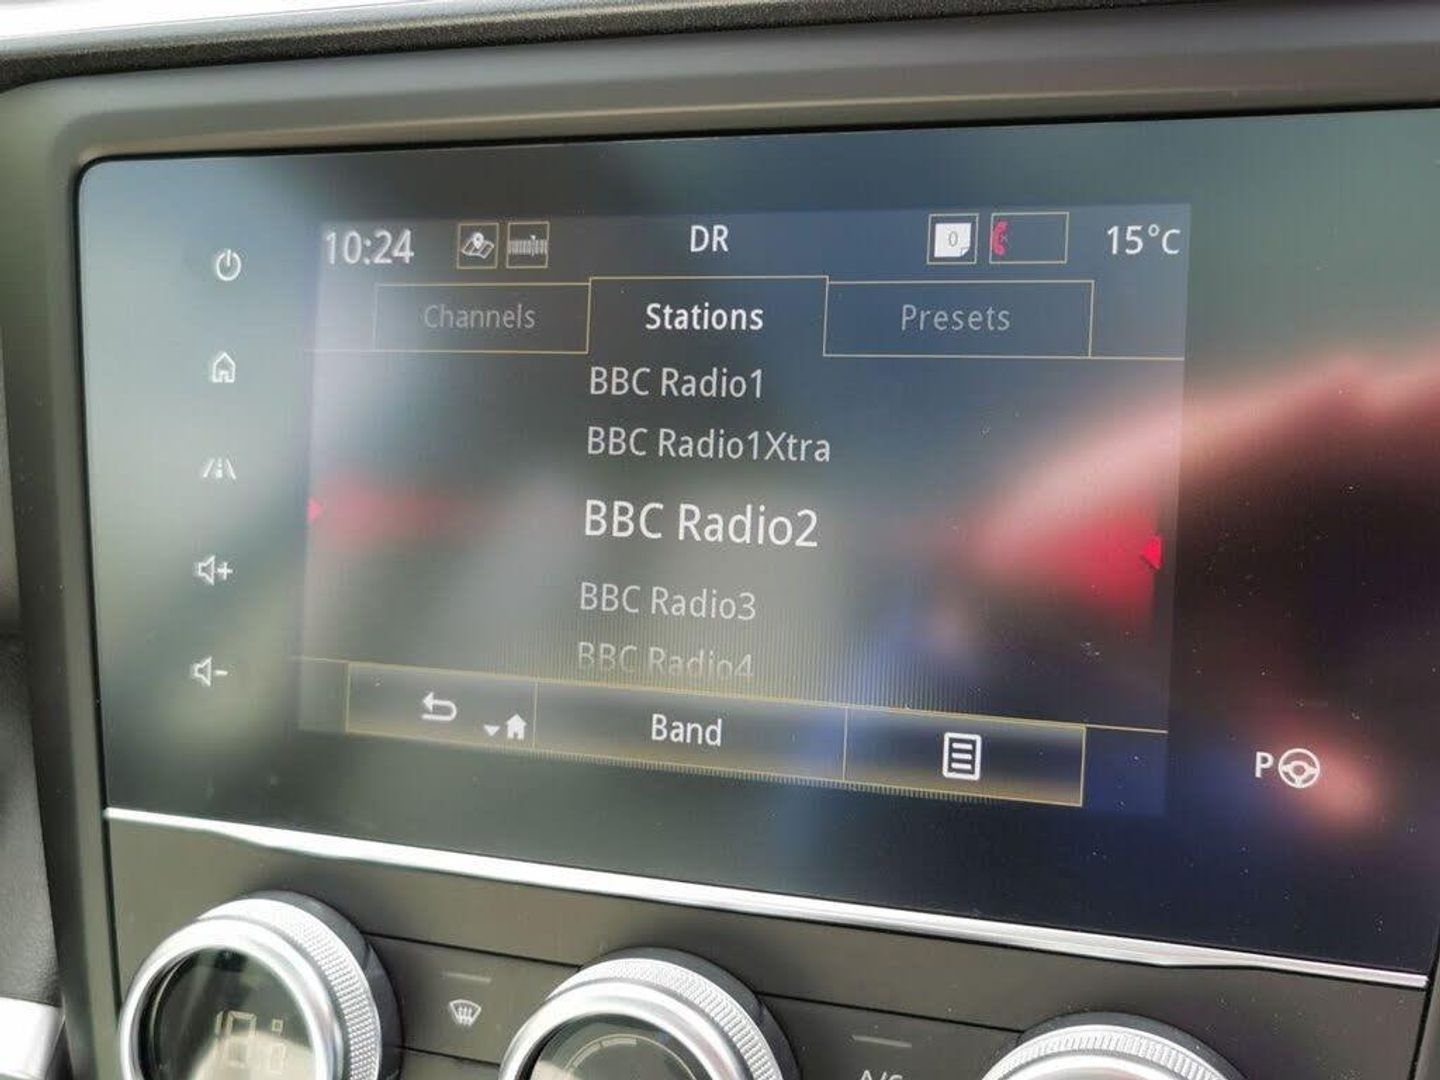 10:24 DR 0 15°C
Channels Stations Presets
BBC Radio1
BBC Radio1Xtra
BBC Radio2
BBC Radio3
BBC Radio4
Band
P